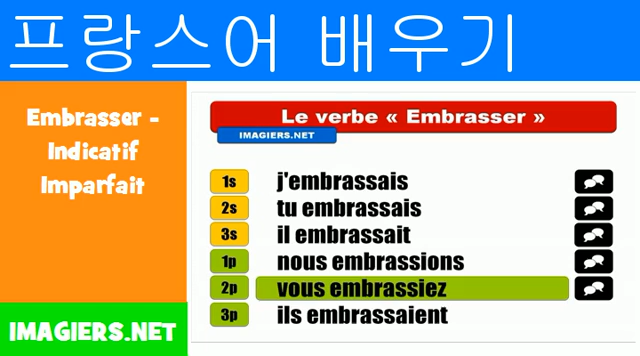 프랑스어 배우기
Embrasser -
Indicatif
Imparfait
IMAGIERS.NET
Le verbe « Embrasser »
IMAGIERS.NET
1s j'embrassais
2s tu embrassais
3s il embrassait
1p nous embrassions
2p vous embrassiez
3p ils embrassaient